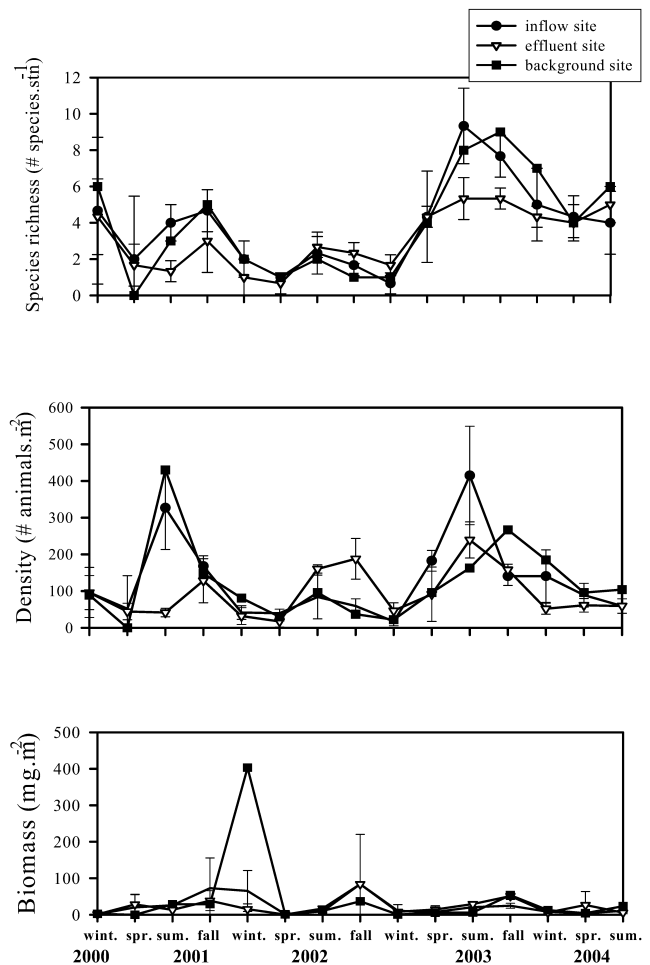 inflow site
effluent site
background site
Species richness (# species.stn-1)
12
10
8
6
4
2
0
Density (# animals.m-2)
600
500
400
300
200
100
0
Biomass (mg.m-2)
500
400
300
200
100
0
wint. spr. sum. fall wint. spr. sum. fall wint. spr. sum. fall wint. spr. sum.
2000 2001 2002 2003 2004